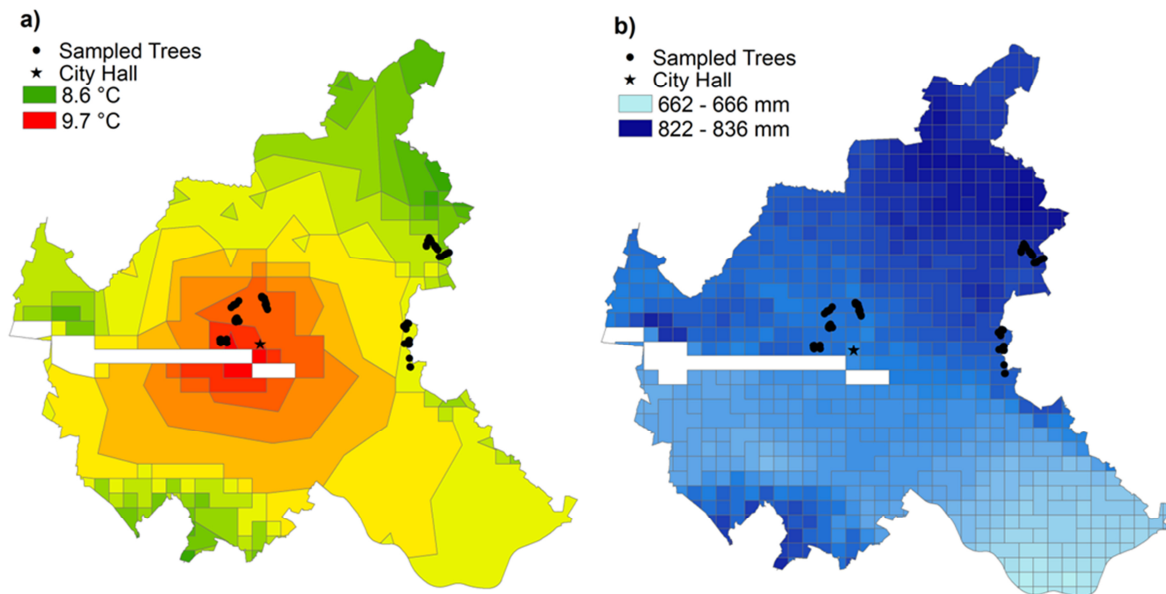 a)
Sampled Trees
City Hall
8.6 °C
9.7 °C
b)
Sampled Trees
City Hall
662 - 666 mm
822 - 836 mm